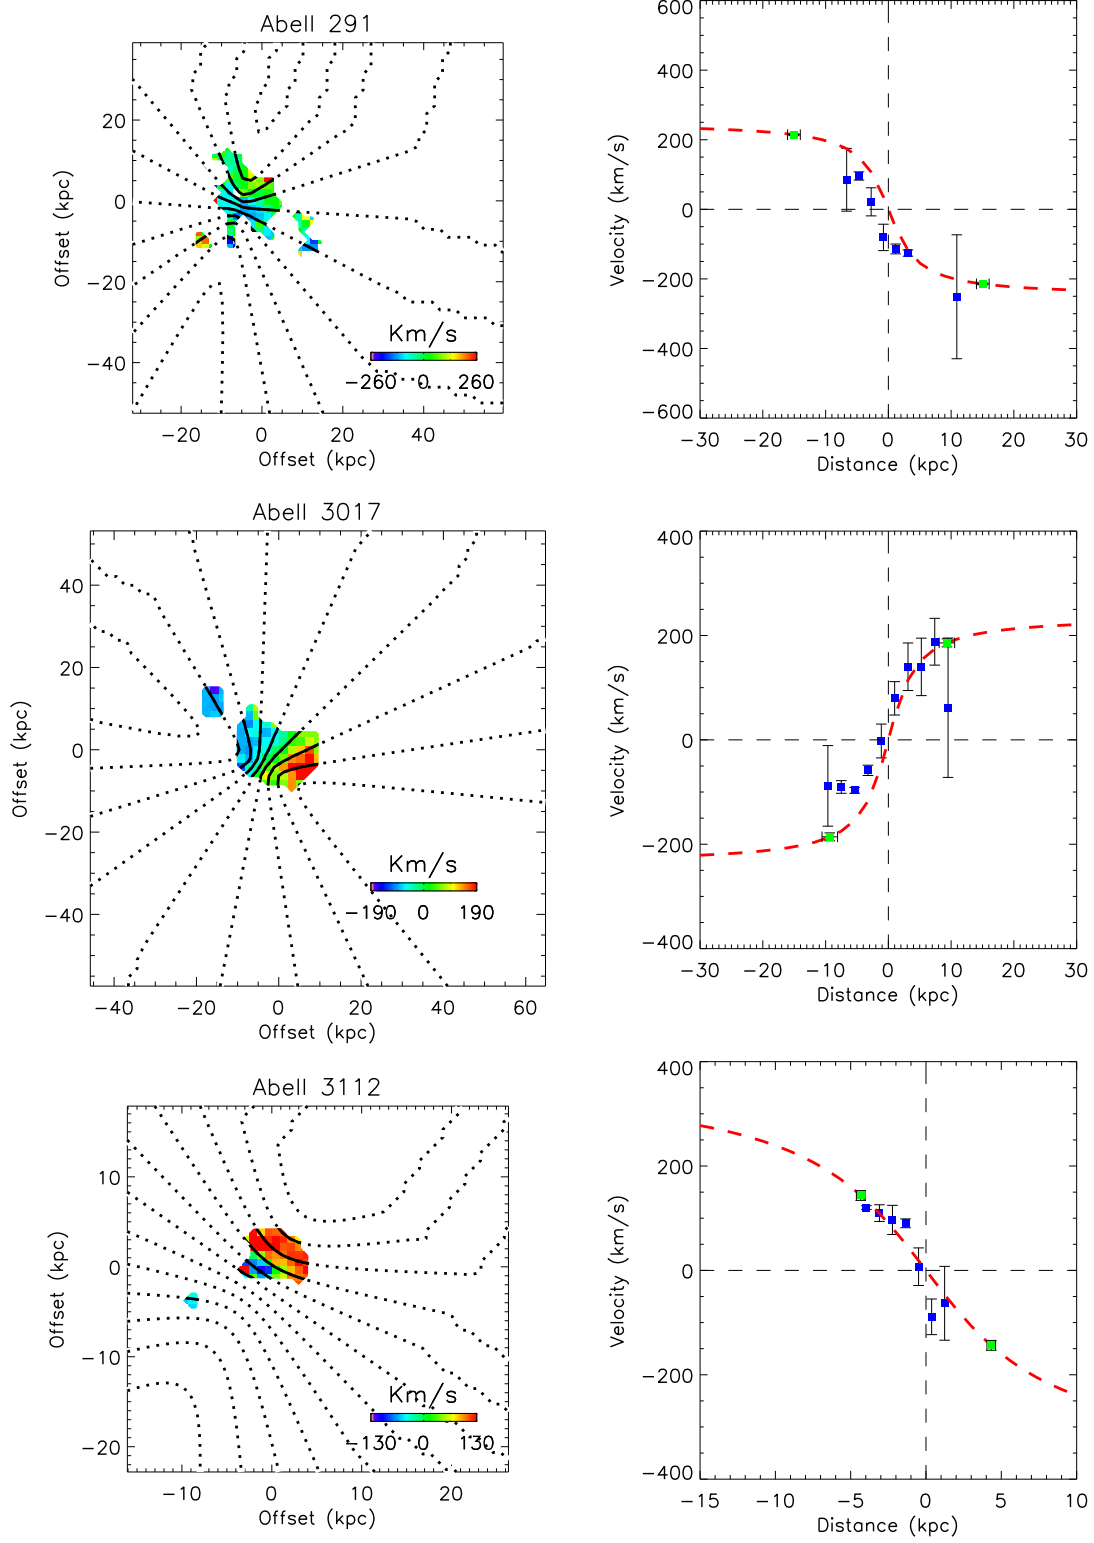 Abell 291
Offset (kpc)
20
0
−20
−40
Km/s
−260 0 260
−20 0 20 40
Offset (kpc)
Velocity (km/s)
600
400
200
0
−200
−400
−600
−30 −20 −10 0 10 20 30
Distance (kpc)
Abell 3017
Offset (kpc)
40
20
0
−20
−40
Km/s
−190 0 190
−40 −20 0 20 40 60
Offset (kpc)
Velocity (km/s)
400
200
0
−200
−400
−30 −20 −10 0 10 20 30
Distance (kpc)
Abell 3112
Offset (kpc)
10
0
−10
−20
Km/s
−130 0 130
−10 0 10 20
Offset (kpc)
Velocity (km/s)
400
200
0
−200
−400
−15 −10 −5 0 5 10
Distance (kpc)